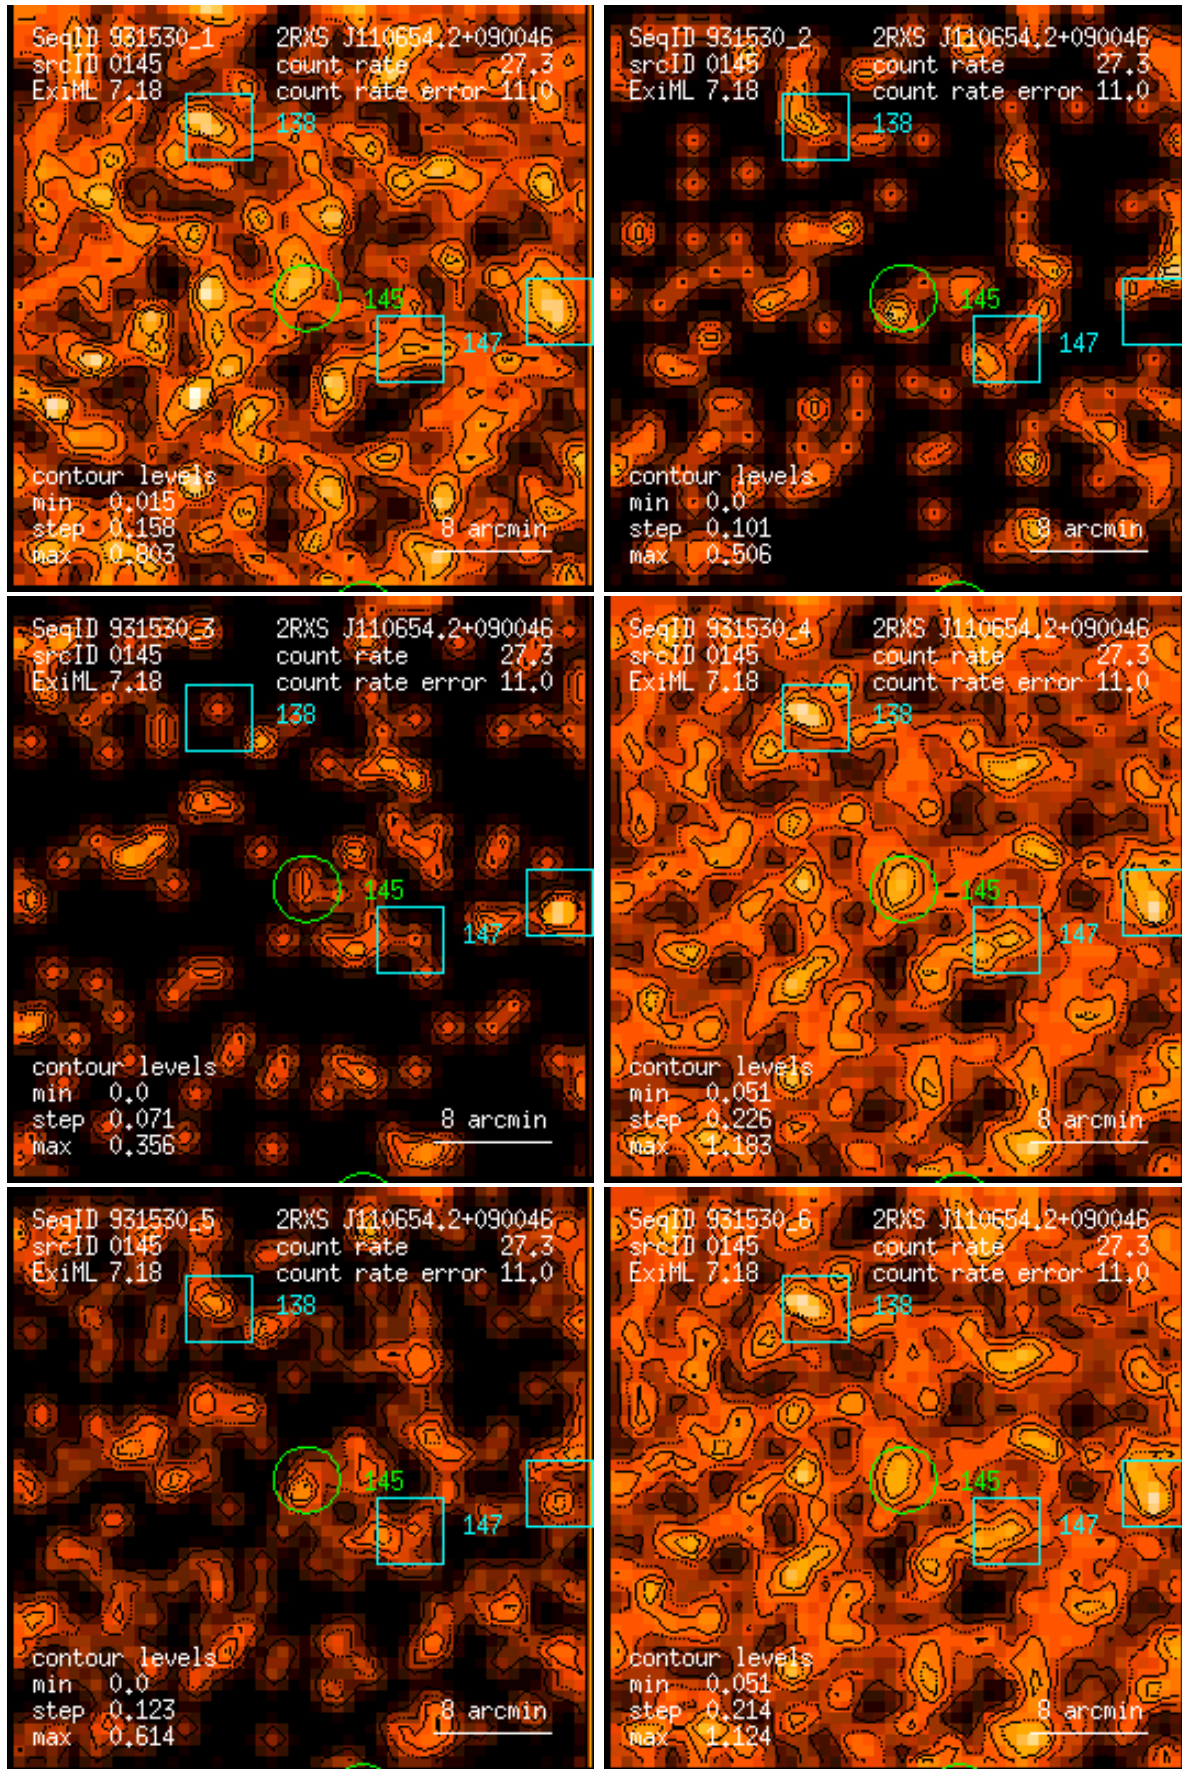 SeqID 931530_1 2RXS J110654.2+090046
srcID 0145 count rate 27.3
ExiML 7.18 count rate error 11.0
138
145
147
contour levels
min 0.015
step 0.158 8 arcmin
max 0.803
SeqID 931530_2 2RXS J110654.2+090046
srcID 0145 count rate 27.3
ExiML 7.18 count rate error 11.0
138
145
147
contour levels
min 0.0
step 0.101 8 arcmin
max 0.506
SeqID 931530_3 2RXS J110654.2+090046
srcID 0145 count rate 27.3
ExiML 7.18 count rate error 11.0
138
145
147
contour levels
min 0.0
step 0.071 8 arcmin
max 0.356
SeqID 931530_4 2RXS J110654.2+090046
srcID 0145 count rate 27.3
ExiML 7.18 count rate error 11.0
138
145
147
contour levels
min 0.051
step 0.226 8 arcmin
max 1.183
SeqID 931530_5 2RXS J110654.2+090046
srcID 0145 count rate 27.3
ExiML 7.18 count rate error 11.0
138
145
147
contour levels
min 0.0
step 0.123 8 arcmin
max 0.614
SeqID 931530_6 2RXS J110654.2+090046
srcID 0145 count rate 27.3
ExiML 7.18 count rate error 11.0
138
145
147
contour levels
min 0.051
step 0.214 8 arcmin
max 1.124